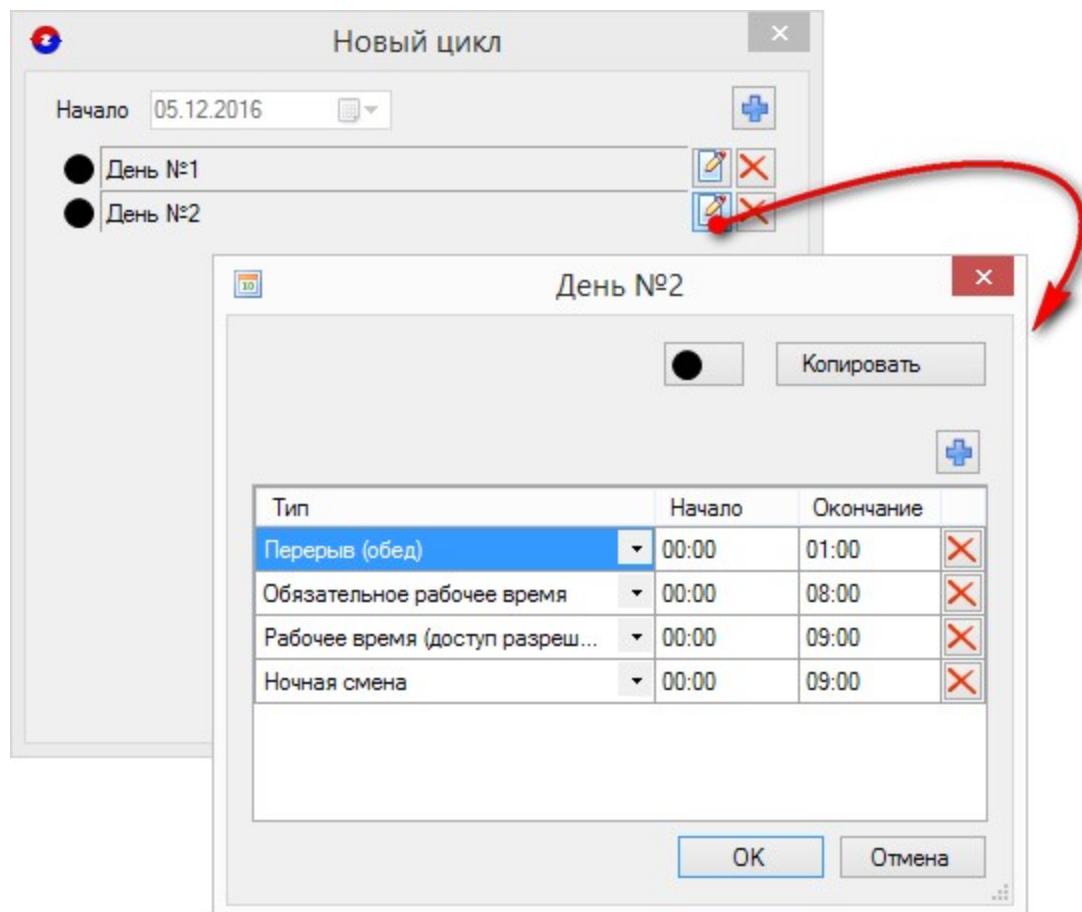 Новый цикл
Начало 05.12.2016
День №1
День №2
День №2
10
Копировать
Тип Начало Окончание
Перерыв (обед) 00:00 01:00
Обязательное рабочее время 00:00 08:00
Рабочее время (доступ разреш... 00:00 09:00
Ночная смена 00:00 09:00
OK Отмена